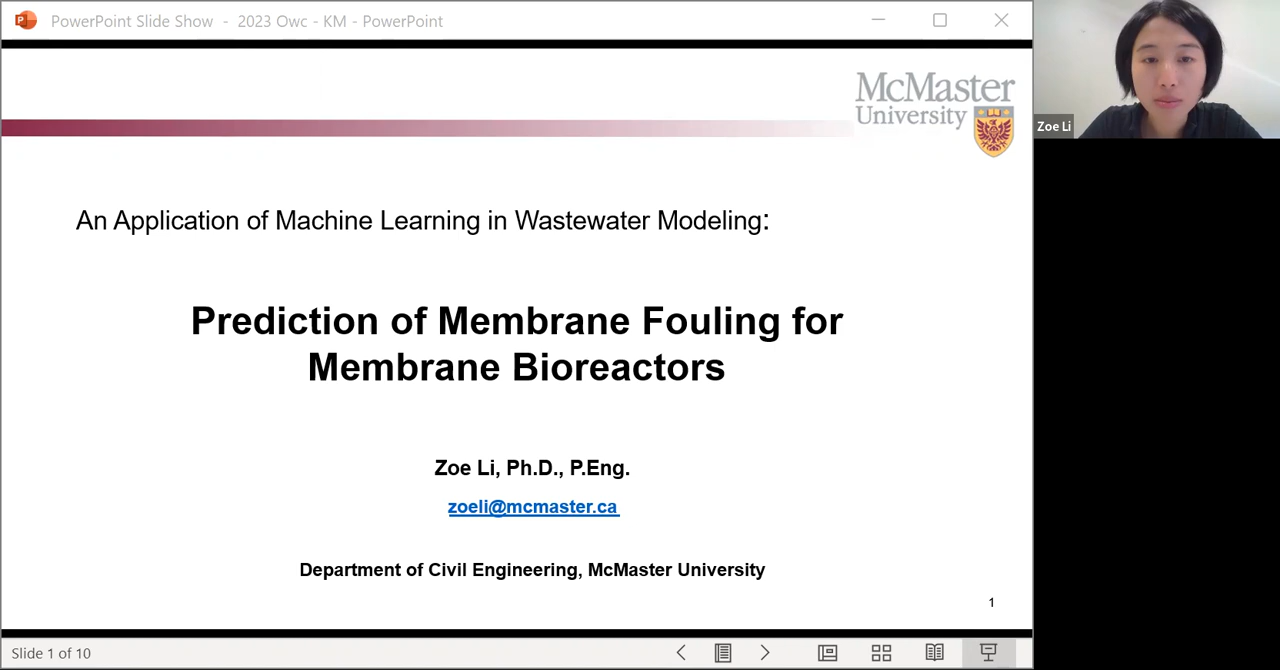 PowerPoint Slide Show - 2023 Owc - KM - PowerPoint
McMaster
University
Zoe Li
An Application of Machine Learning in Wastewater Modeling:
Prediction of Membrane Fouling for
Membrane Bioreactors
Zoe Li, Ph.D., P.Eng.
zoeli@mcmaster.ca
Department of Civil Engineering, McMaster University
1
Slide 1 of 10